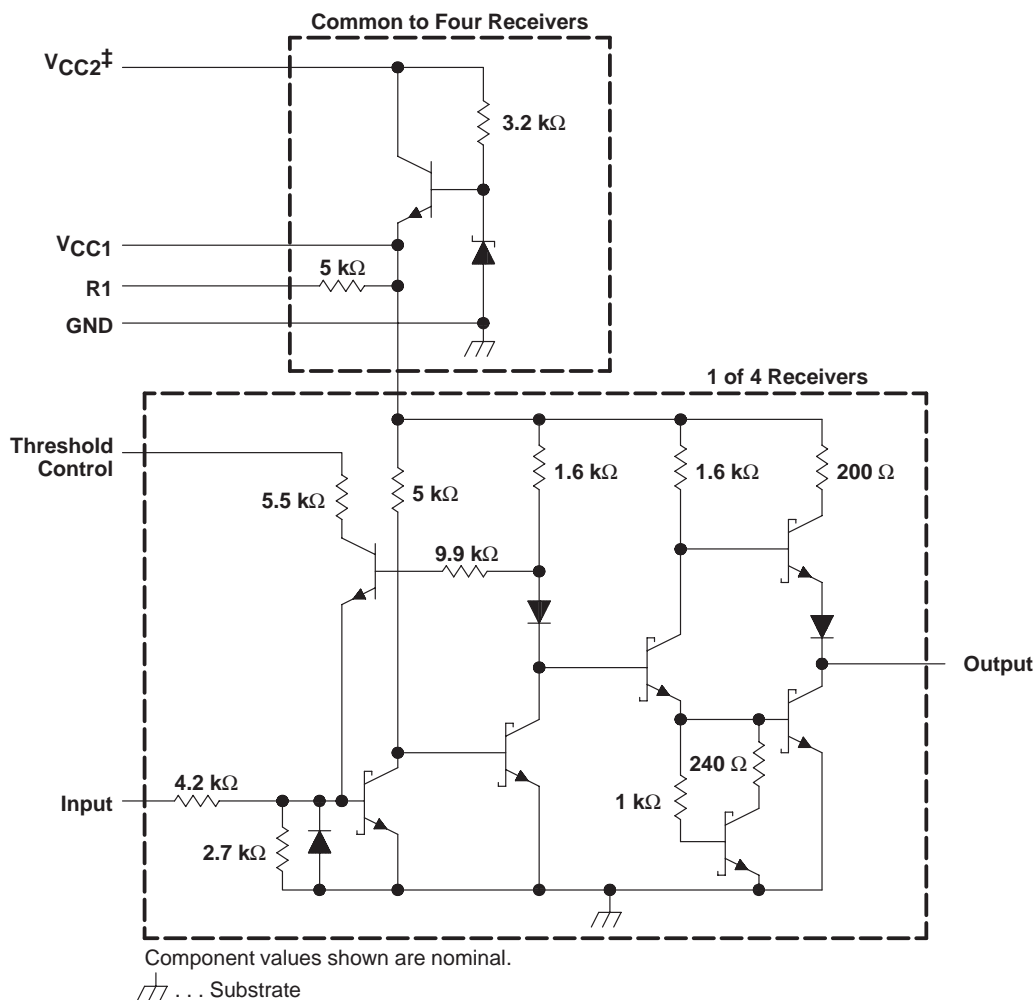 Common to Four Receivers
VCC2‡
3.2 kΩ
VCC1
5 kΩ
R1
GND
1 of 4 Receivers
Threshold
Control
5.5 kΩ
5 kΩ
1.6 kΩ
1.6 kΩ
200 Ω
9.9 kΩ
Output
4.2 kΩ
Input
240 Ω
1 kΩ
2.7 kΩ
Component values shown are nominal.
. . . Substrate